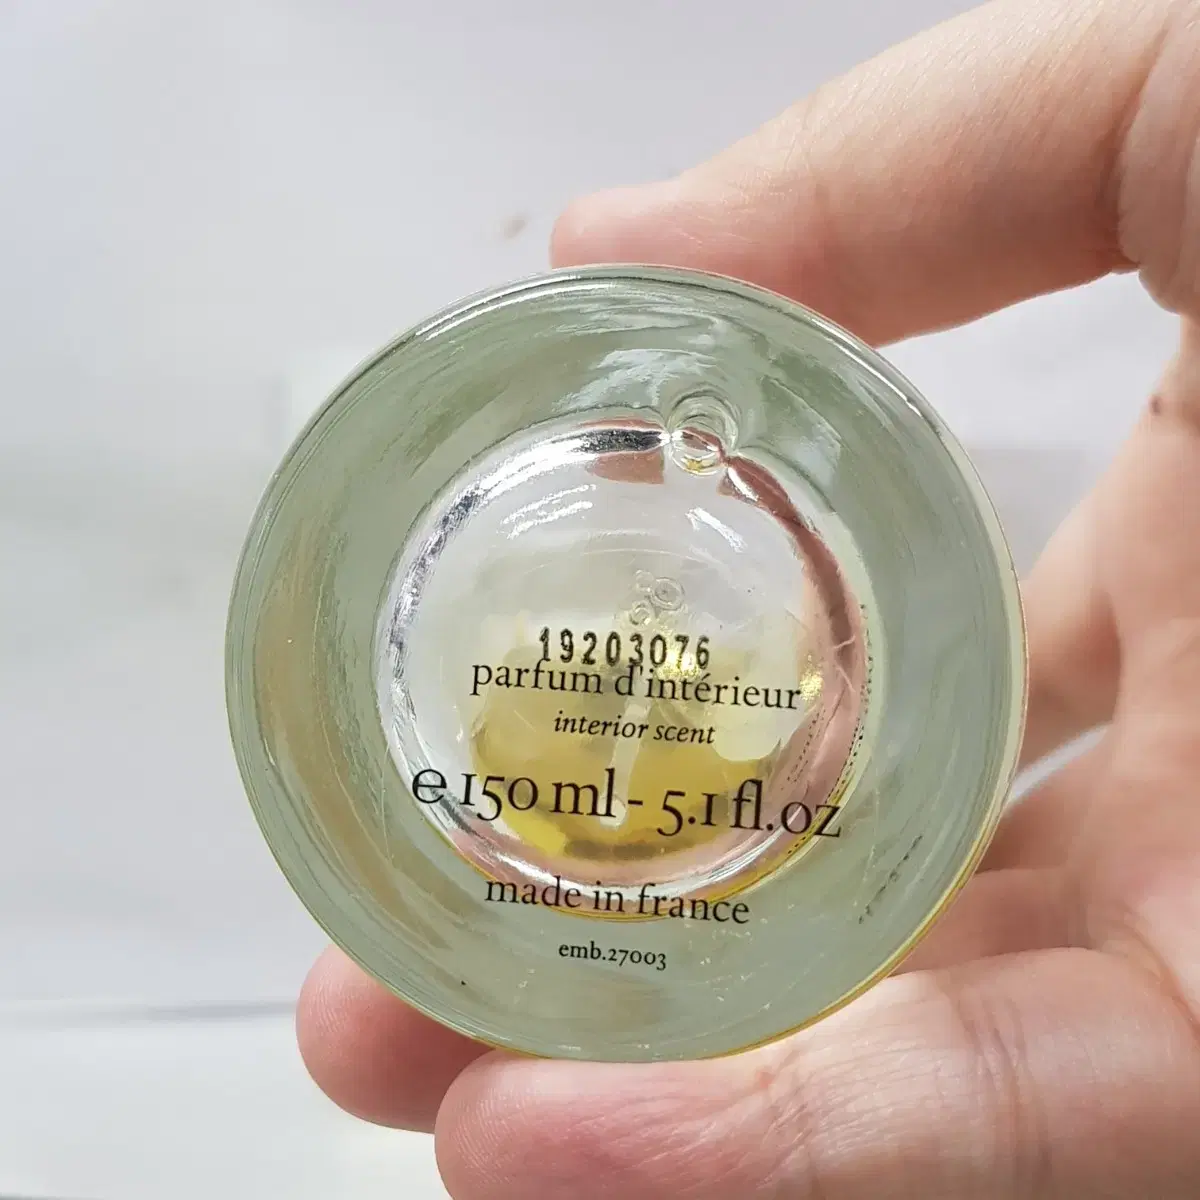 19203076
parfum d'intérieur
interior scent
e 150 ml - 5.1 fl.oz
made in france
emb.27003